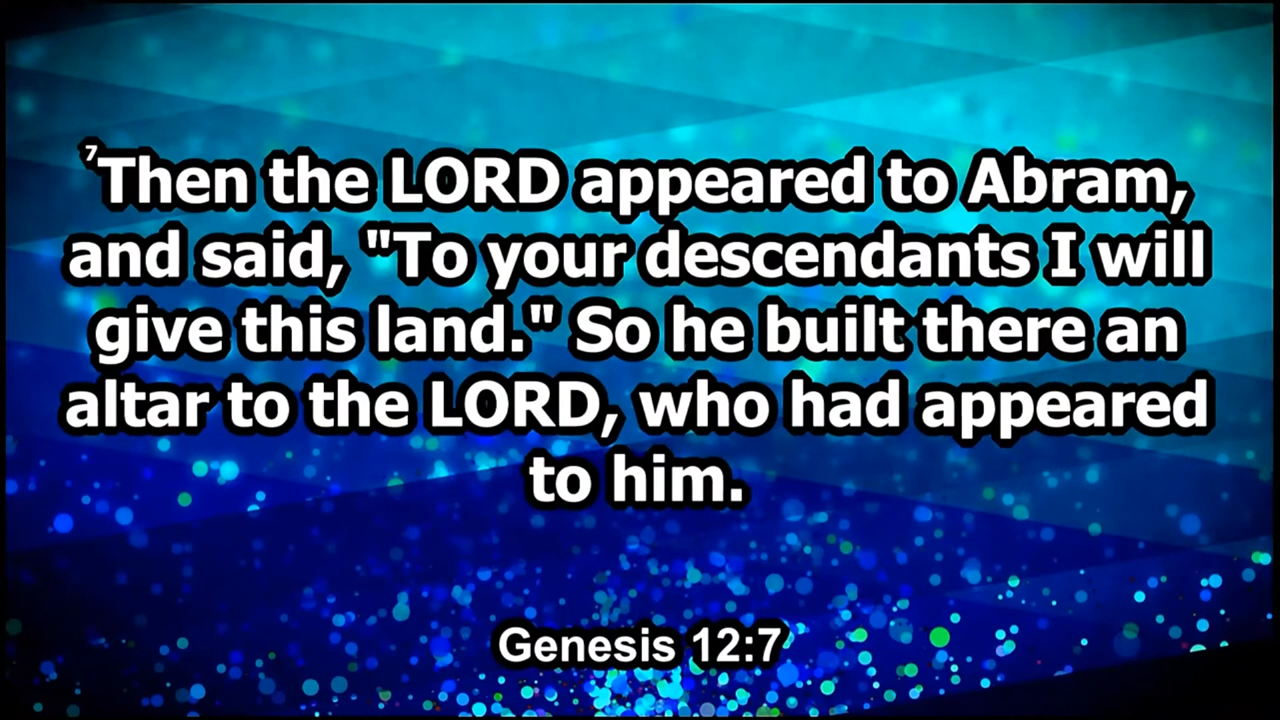 ⁷Then the LORD appeared to Abram,
and said, "To your descendants I will
give this land." So he built there an
altar to the LORD, who had appeared
to him.
Genesis 12:7